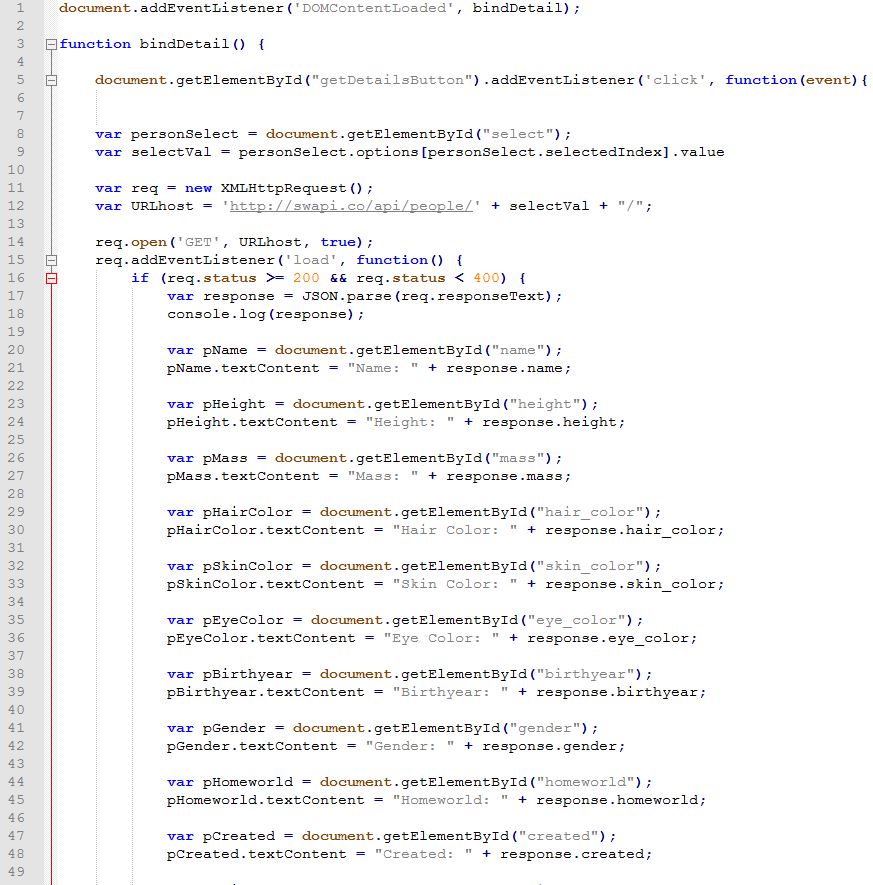 1 document.addEventListener('DOMContentLoaded', bindDetail);
2
3 function bindDetail() {
4
5 document.getElementById("getDetailsButton").addEventListener('click', function(event){
6
7
8 var personSelect = document.getElementById("select");
9 var selectVal = personSelect.options[personSelect.selectedIndex].value
10
11 var req = new XMLHttpRequest();
12 var URLhost = 'http://swapi.co/api/people/' + selectVal + "/";
13
14 req.open('GET', URLhost, true);
15 req.addEventListener('load', function() {
16 if (req.status >= 200 && req.status < 400) {
17 var response = JSON.parse(req.responseText);
18 console.log(response);
19
20 var pName = document.getElementById("name");
21 pName.textContent = "Name: " + response.name;
22
23 var pHeight = document.getElementById("height");
24 pHeight.textContent = "Height: " + response.height;
25
26 var pMass = document.getElementById("mass");
27 pMass.textContent = "Mass: " + response.mass;
28
29 var pHairColor = document.getElementById("hair_color");
30 pHairColor.textContent = "Hair Color: " + response.hair_color;
31
32 var pSkinColor = document.getElementById("skin_color");
33 pSkinColor.textContent = "Skin Color: " + response.skin_color;
34
35 var pEyeColor = document.getElementById("eye_color");
36 pEyeColor.textContent = "Eye Color: " + response.eye_color;
37
38 var pBirthyear = document.getElementById("birthyear");
39 pBirthyear.textContent = "Birthyear: " + response.birthyear;
40
41 var pGender = document.getElementById("gender");
42 pGender.textContent = "Gender: " + response.gender;
43
44 var pHomeworld = document.getElementById("homeworld");
45 pHomeworld.textContent = "Homeworld: " + response.homeworld;
46
47 var pCreated = document.getElementById("created");
48 pCreated.textContent = "Created: " + response.created;
49